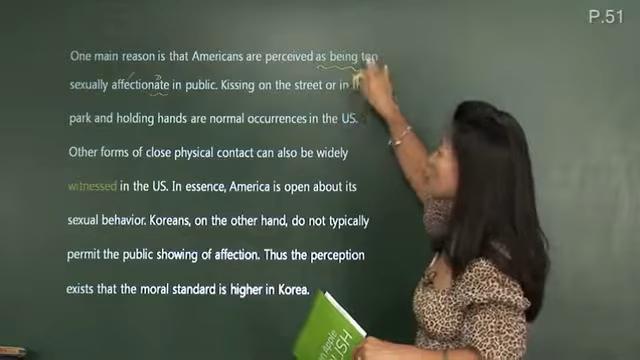 P.51
One main reason is that Americans are perceived as being too
sexually affectionate in public. Kissing on the street or in
park and holding hands are normal occurrences in the US.
Other forms of close physical contact can also be widely
witnessed in the US. In essence, America is open about its
sexual behavior. Koreans, on the other hand, do not typically
permit the public showing of affection. Thus the perception
exists that the moral standard is higher in Korea.
Apple